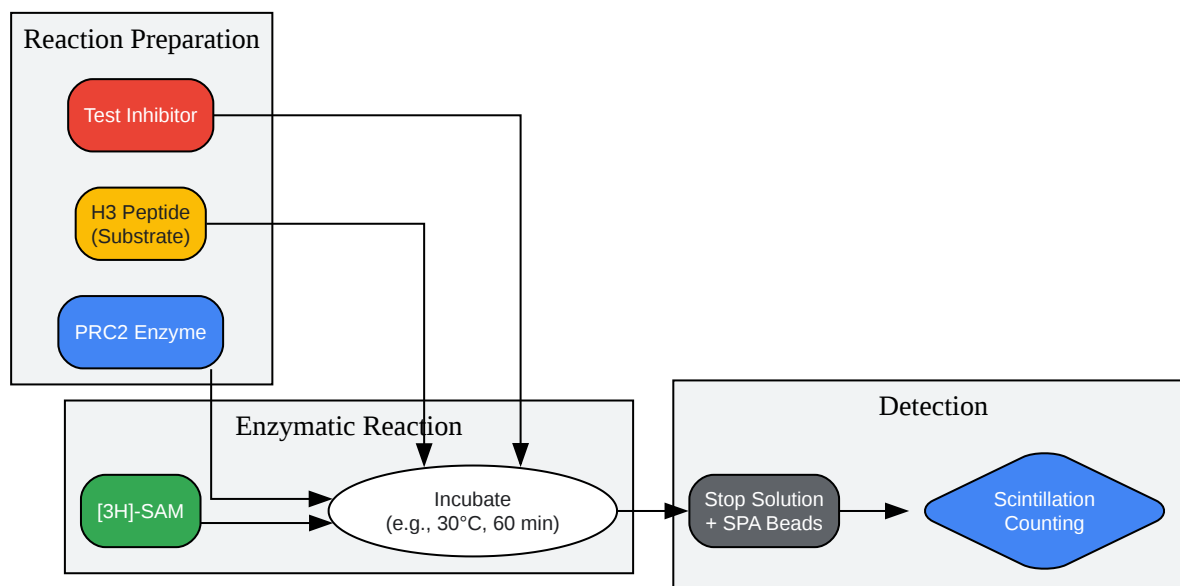 Reaction Preparation
Test Inhibitor
H3 Peptide
(Substrate)
PRC2 Enzyme
Enzymatic Reaction
[3H]-SAM
Incubate
(e.g., 30°C, 60 min)
Detection
Stop Solution
+ SPA Beads
Scintillation
Counting